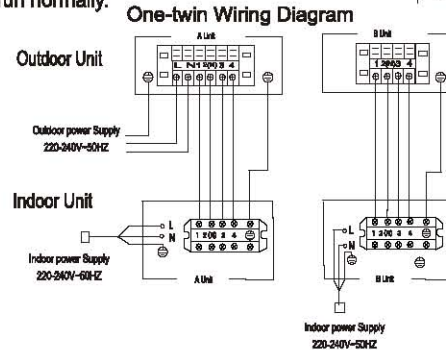 run normally.
One-twin Wiring Diagram
Outdoor Unit
A Unit
B Unit
L N 1 2(N) 3 4
1 2(N) 3 4
Outdoor power Supply
220-240V~50HZ
Indoor Unit
L
N
1 2(N) 3 4
L
N
1 2(N) 3 4
Indoor power Supply
220-240V~60HZ
A Unit
B Unit
Indoor power Supply
220-240V~50HZ